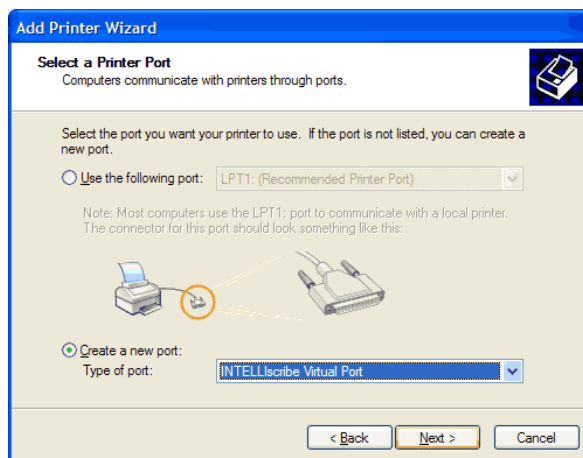 Add Printer Wizard
Select a Printer Port
Computers communicate with printers through ports.
Select the port you want your printer to use. If the port is not listed, you can create a
new port.
Use the following port: LPT1: (Recommended Printer Port)
Note: Most computers use the LPT1: port to communicate with a local printer.
The connector for this port should look something like this:
Create a new port:
Type of port: INTELLIscribe Virtual Port
< Back Next > Cancel